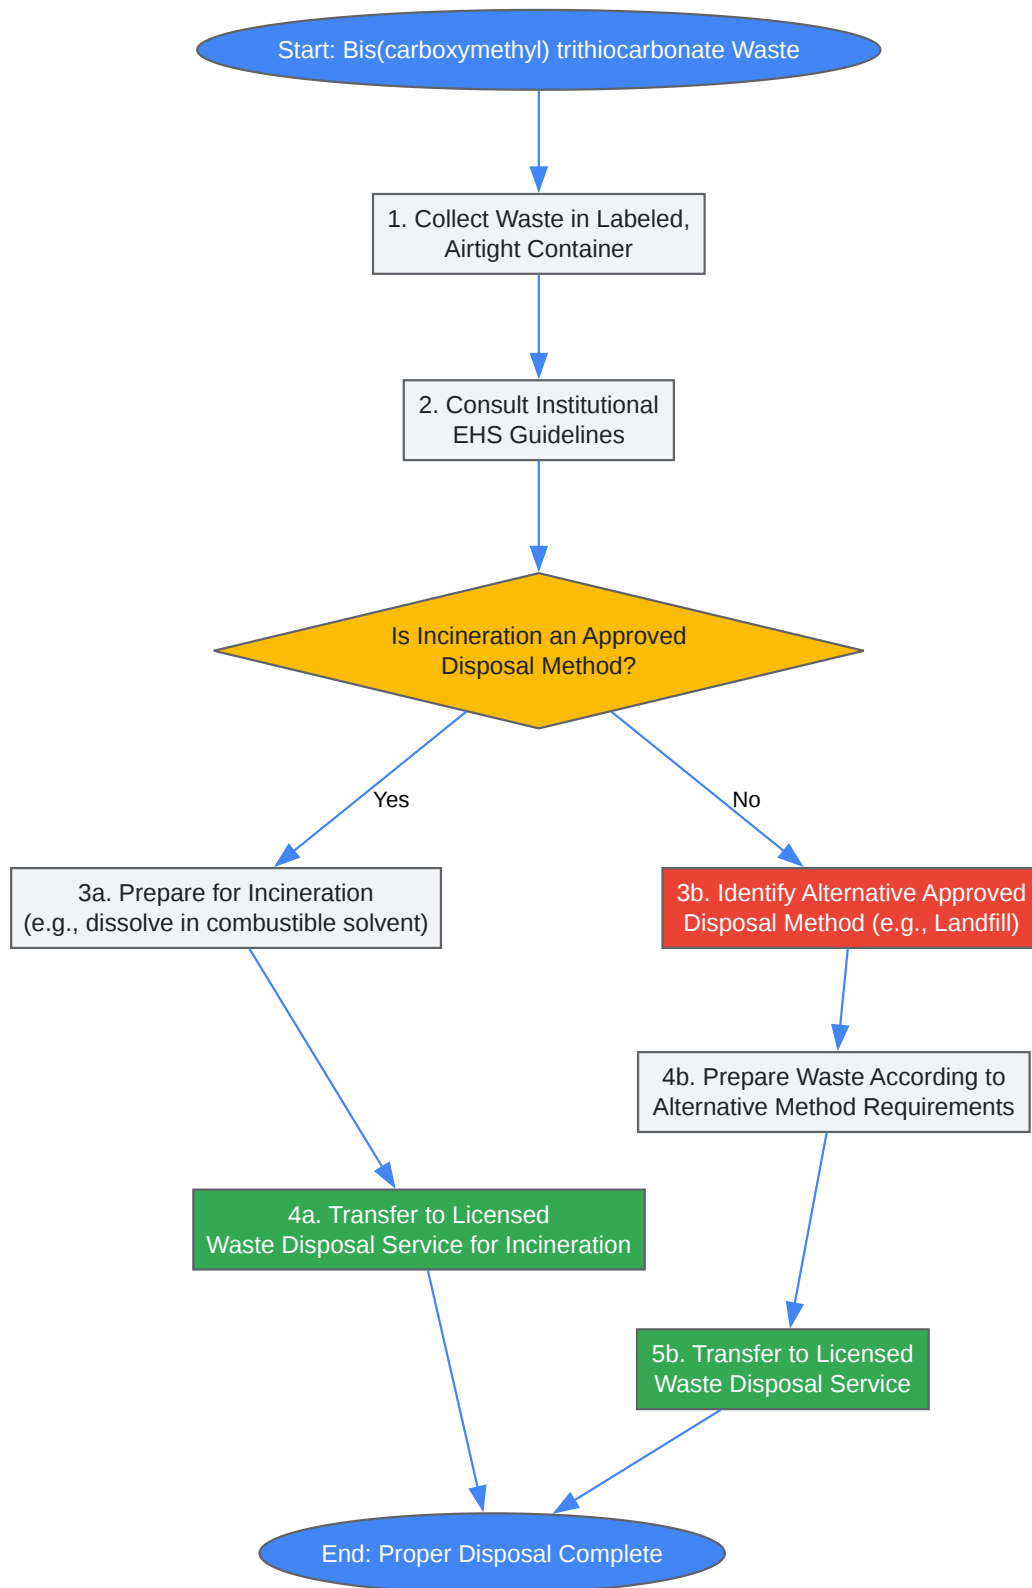 Start: Bis(carboxymethyl) trithiocarbonate Waste
1. Collect Waste in Labeled,
Airtight Container
2. Consult Institutional
EHS Guidelines
Is Incineration an Approved
Disposal Method?
Yes
No
3a. Prepare for Incineration
(e.g., dissolve in combustible solvent)
3b. Identify Alternative Approved
Disposal Method (e.g., Landfill)
4b. Prepare Waste According to
Alternative Method Requirements
4a. Transfer to Licensed
Waste Disposal Service for Incineration
5b. Transfer to Licensed
Waste Disposal Service
End: Proper Disposal Complete